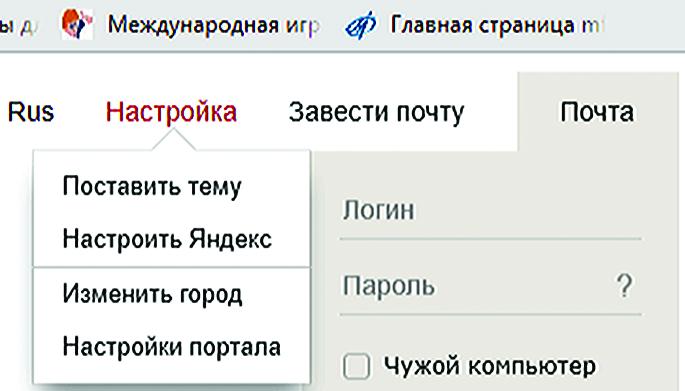 Международная
Главная страница
Rus Настройка Завести почту Почта
Поставить тему
Настроить Яндекс
Изменить город
Настройки портала
Логин
Пароль ?
Чужой компьютер